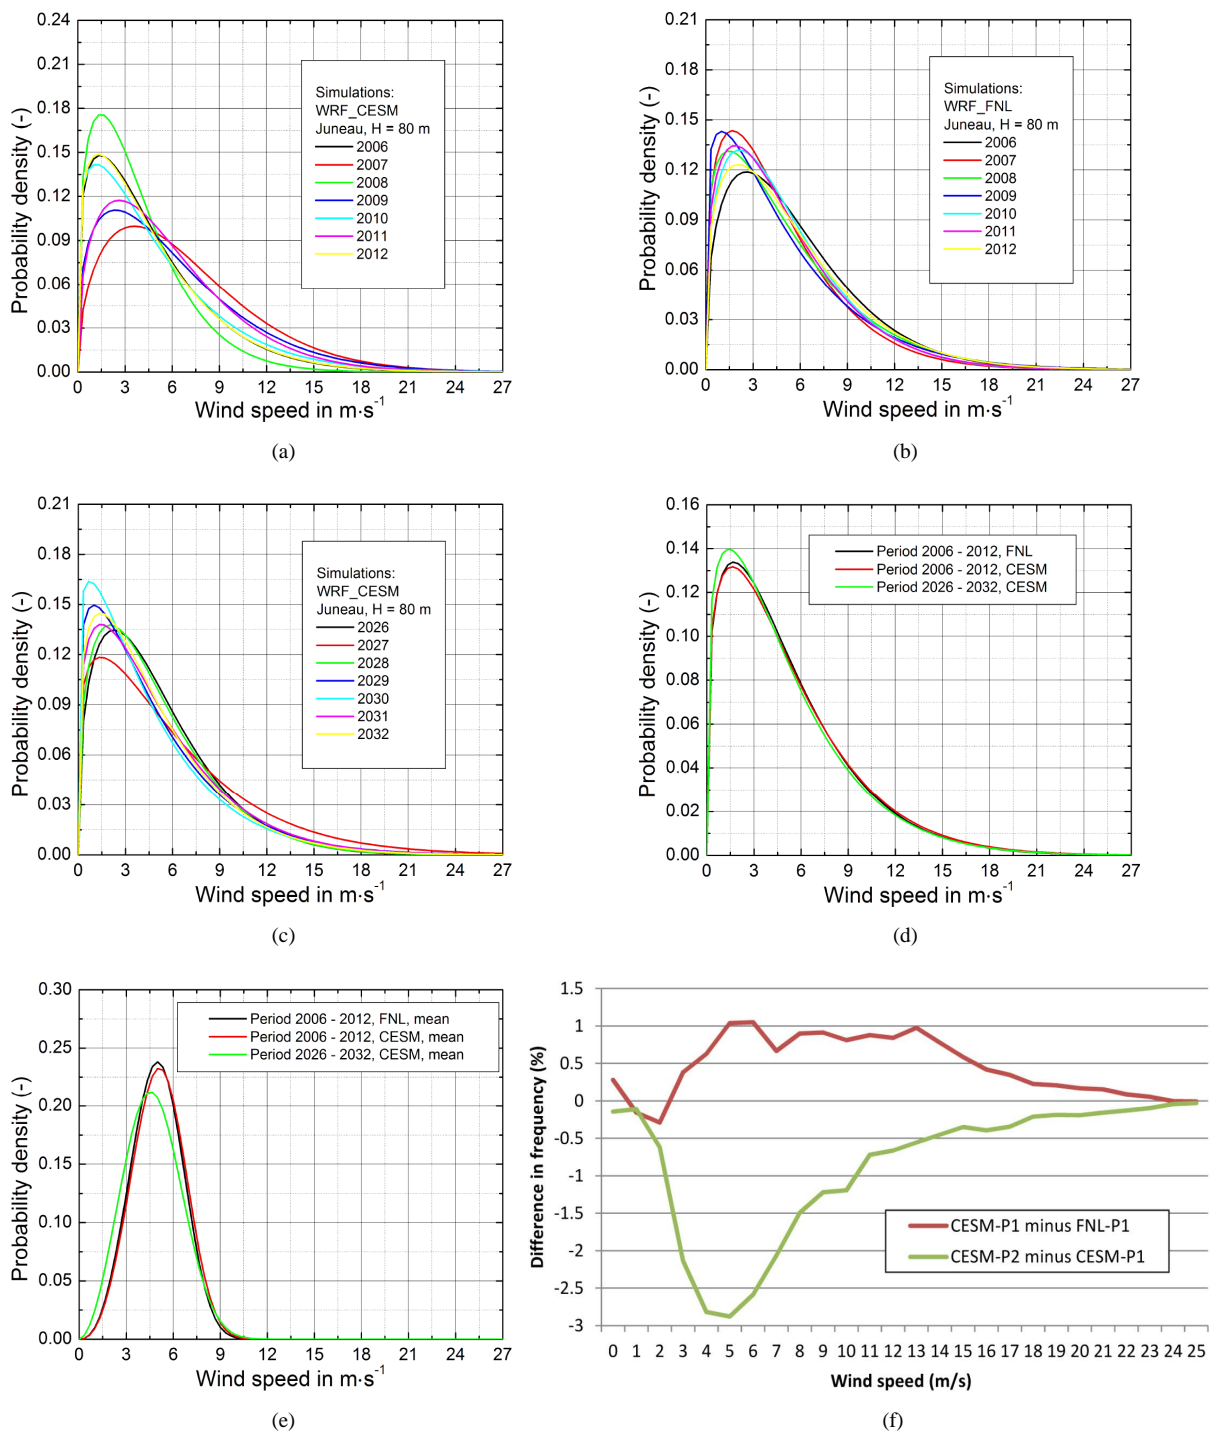 0.24
0.21
0.18
0.15
0.12
0.09
0.06
0.03
0.00
Probability density (-)
Simulations:
WRF_CESM
Juneau, H = 80 m
2006
2007
2008
2009
2010
2011
2012
0 3 6 9 12 15 18 21 24 27
Wind speed in m·s⁻¹
(a)
0.21
0.18
0.15
0.12
0.09
0.06
0.03
0.00
Probability density (-)
Simulations:
WRF_FNL
Juneau, H = 80 m
2006
2007
2008
2009
2010
2011
2012
0 3 6 9 12 15 18 21 24 27
Wind speed in m·s⁻¹
(b)
0.21
0.18
0.15
0.12
0.09
0.06
0.03
0.00
Probability density (-)
Simulations:
WRF_CESM
Juneau, H = 80 m
2026
2027
2028
2029
2030
2031
2032
0 3 6 9 12 15 18 21 24 27
Wind speed in m·s⁻¹
(c)
0.16
0.14
0.12
0.10
0.08
0.06
0.04
0.02
0.00
Probability density (-)
Period 2006 - 2012, FNL
Period 2006 - 2012, CESM
Period 2026 - 2032, CESM
0 3 6 9 12 15 18 21 24 27
Wind speed in m·s⁻¹
(d)
0.30
0.25
0.20
0.15
0.10
0.05
0.00
Probability density (-)
Period 2006 - 2012, FNL, mean
Period 2006 - 2012, CESM, mean
Period 2026 - 2032, CESM, mean
0 3 6 9 12 15 18 21 24 27
Wind speed in m·s⁻¹
(e)
1.5
1
0.5
0
-0.5
-1
-1.5
-2
-2.5
-3
Difference in frequency (%)
CESM-P1 minus FNL-P1
CESM-P2 minus CESM-P1
0 1 2 3 4 5 6 7 8 9 10 11 12 13 14 15 16 17 18 19 20 21 22 23 24 25
Wind speed (m/s)
(f)